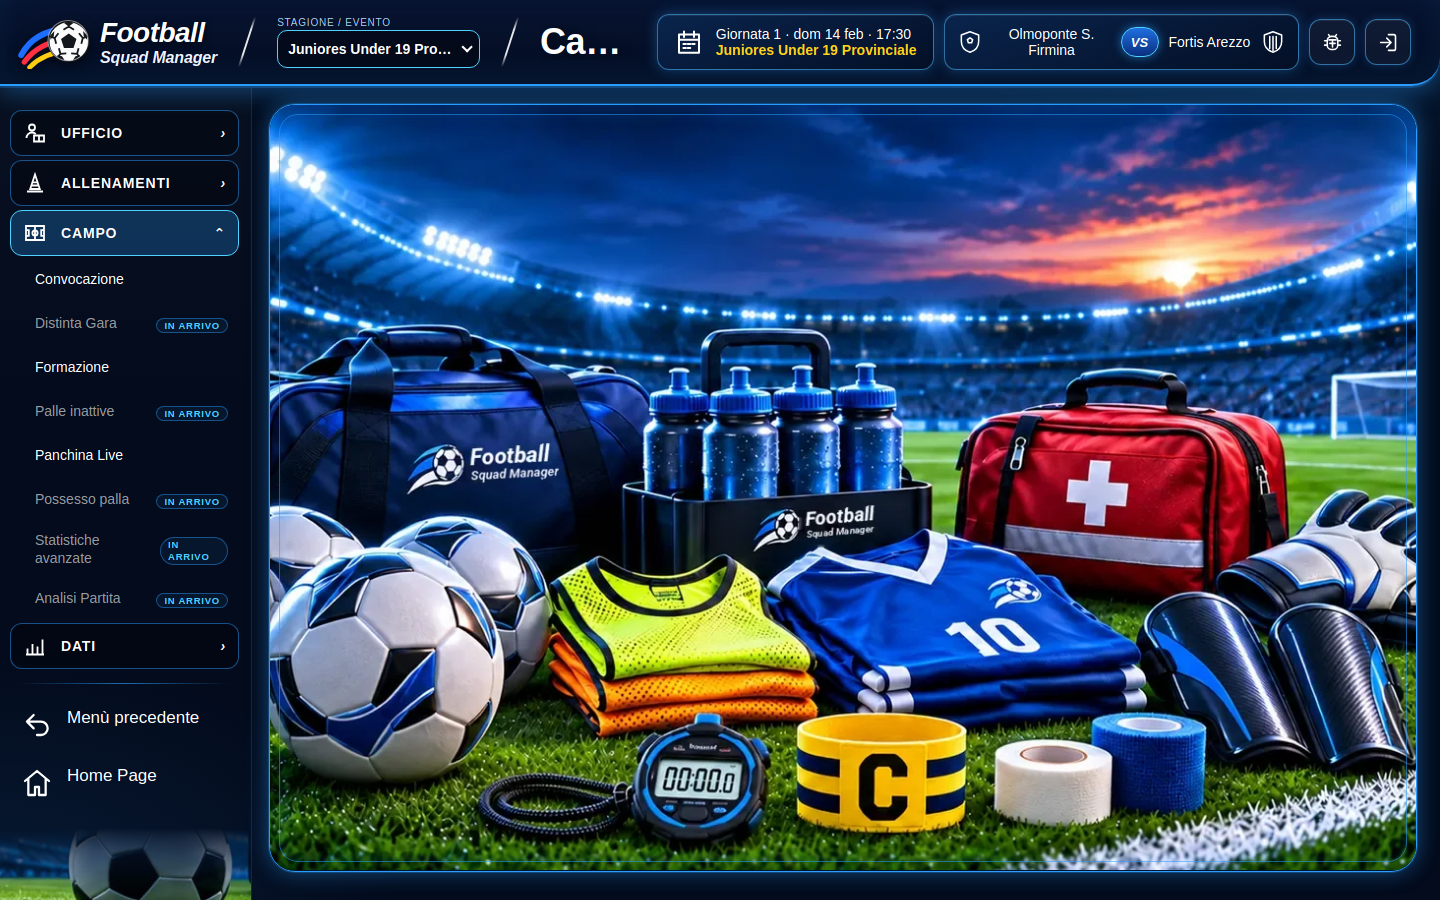 Football
Squad Manager
STAGIONE / EVENTO
Juniores Under 19 Pro...
Ca...
Giornata 1 · dom 14 feb · 17:30
Juniores Under 19 Provinciale
Olmoponte S.
Firmina
VS
Fortis Arezzo
UFFICIO
ALLENAMENTI
CAMPO
Convocazione
Distinta Gara
IN ARRIVO
Formazione
Palle inattive
IN ARRIVO
Panchina Live
Possesso palla
IN ARRIVO
Statistiche
avanzate
IN
ARRIVO
Analisi Partita
IN ARRIVO
DATI
Menù precedente
Home Page
Football
Squad Manager
Football
Squad Manager
10
00:00.0
C